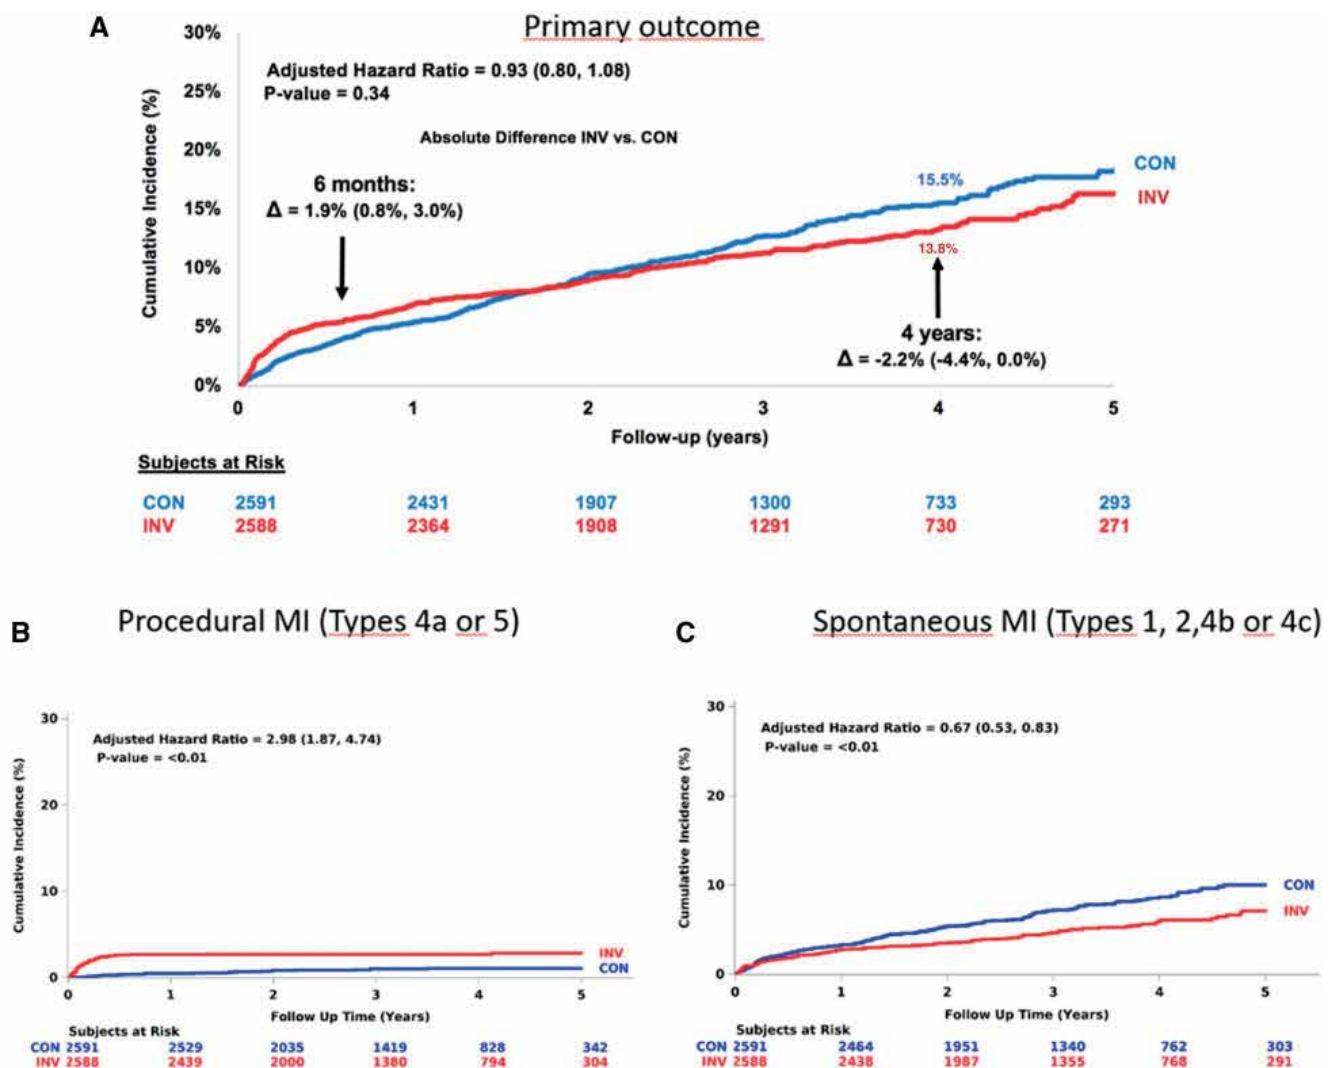 A
Primary outcome
30%
25%
20%
15%
10%
5%
0%
Cumulative Incidence (%)
Adjusted Hazard Ratio = 0.93 (0.80, 1.08)
P-value = 0.34
Absolute Difference INV vs. CON
6 months:
Δ = 1.9% (0.8%, 3.0%)
15.5%
13.8%
CON
INV
4 years:
Δ = -2.2% (-4.4%, 0.0%)
0 1 2 3 4 5
Follow-up (years)
Subjects at Risk
CON 2591 2431 1907 1300 733 293
INV 2588 2364 1908 1291 730 271
B
Procedural MI (Types 4a or 5)
30
20
10
0
Cumulative Incidence (%)
Adjusted Hazard Ratio = 2.98 (1.87, 4.74)
P-value = <0.01
INV
CON
0 1 2 3 4 5
Follow Up Time (Years)
Subjects at Risk
CON 2591 2529 2035 1419 828 342
INV 2588 2439 2000 1380 794 304
C
Spontaneous MI (Types 1, 2,4b or 4c)
30
20
10
0
Cumulative Incidence (%)
Adjusted Hazard Ratio = 0.67 (0.53, 0.83)
P-value = <0.01
CON
INV
0 1 2 3 4 5
Follow Up Time (Years)
Subjects at Risk
CON 2591 2464 1951 1340 762 303
INV 2588 2438 1987 1355 768 291